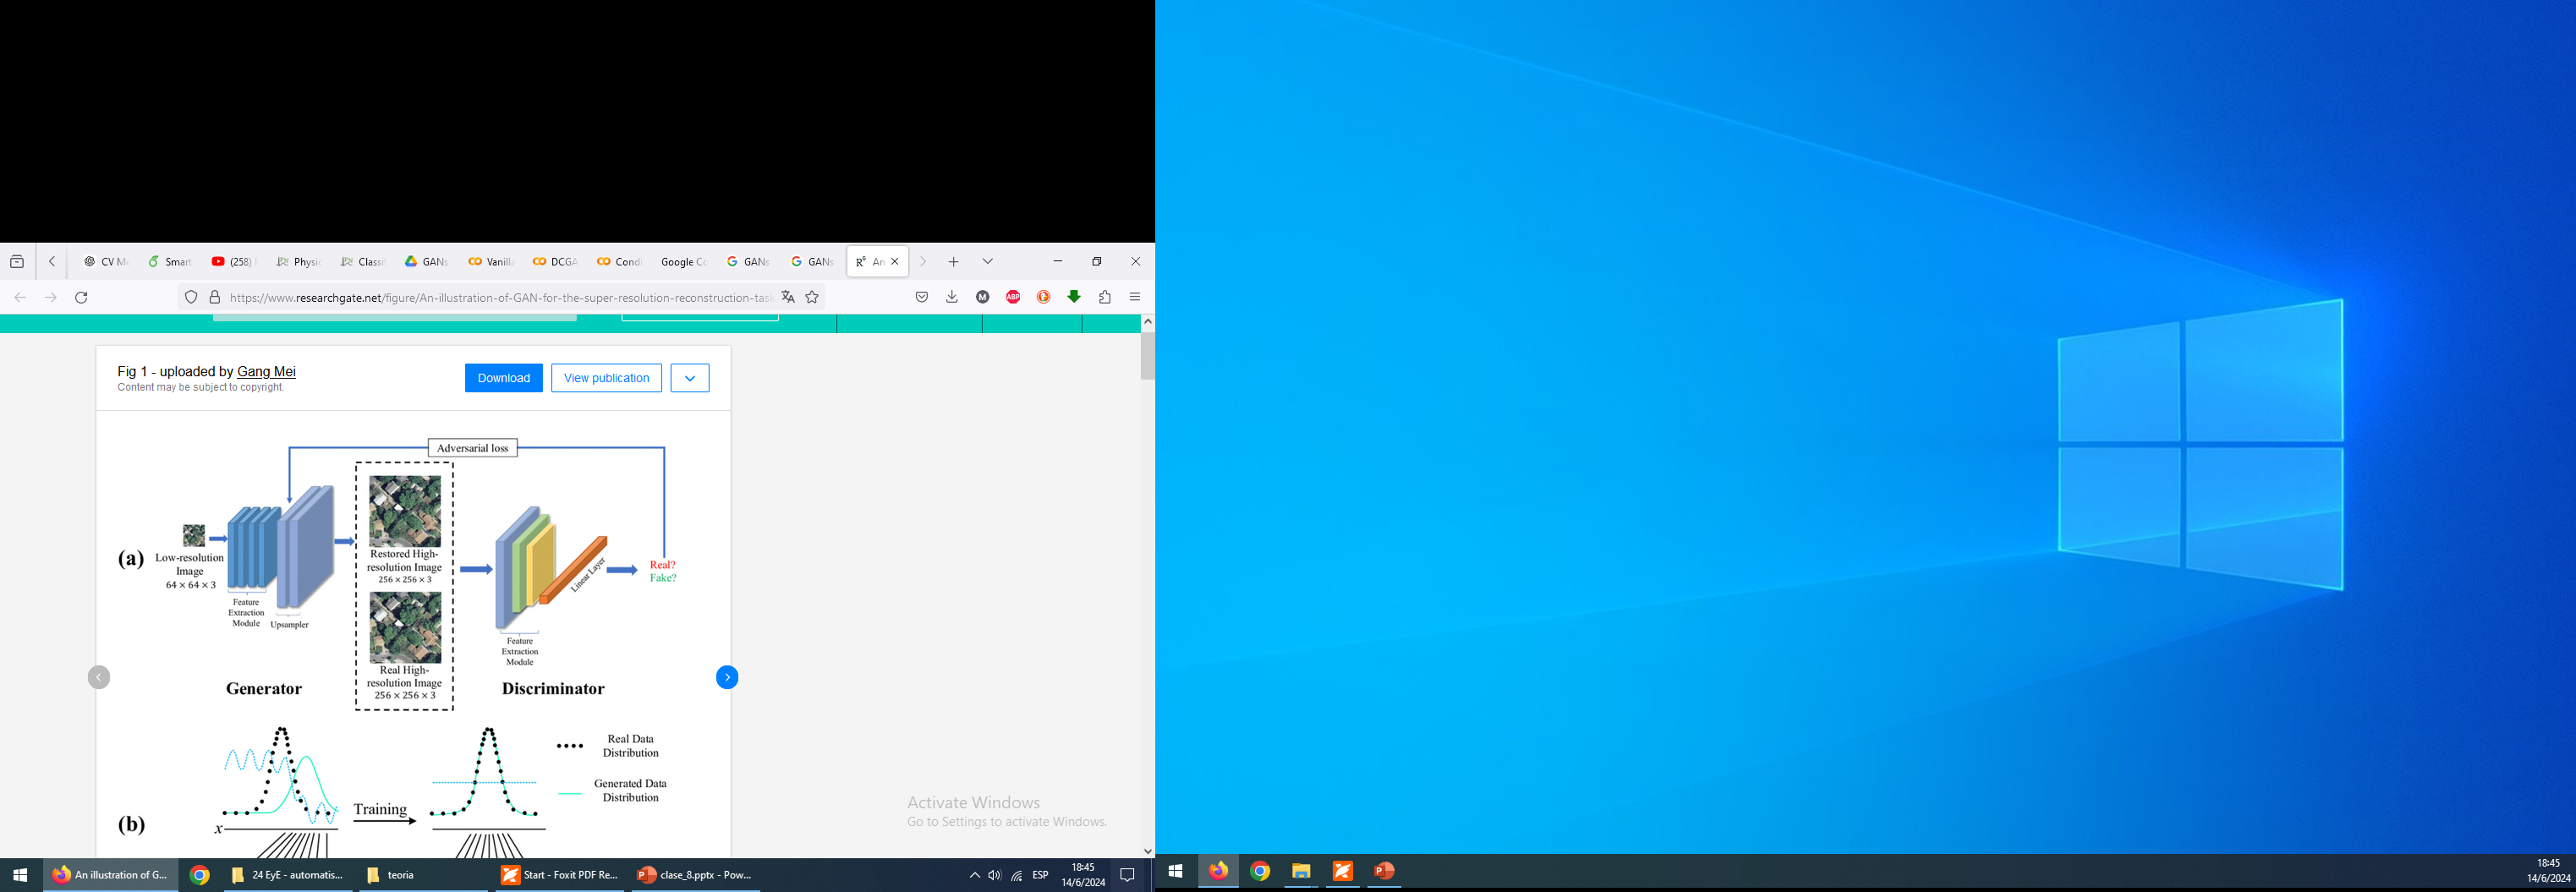 CV M
Smart
(258)
Physic
Classi
GANs
Vanill
DCGA
Condi
Google Co
GANs
GANs
An
https://www.researchgate.net/figure/An-illustration-of-GAN-for-the-super-resolution-reconstruction-task
M
ABP
Fig 1 - uploaded by Gang Mei
Content may be subject to copyright.
Download
View publication
Adversarial loss
(a)
Low-resolution
Image
64 × 64 × 3
Feature
Extraction
Module
Upsampler
Restored High-
resolution Image
256 × 256 × 3
Real High-
resolution Image
256 × 256 × 3
Linear Layer
Feature
Extraction
Module
Real?
Fake?
Generator
Discriminator
Real Data
Distribution
Generated Data
Distribution
Training
(b)
x
Activate Windows
Go to Settings to activate Windows.
An illustration of G...
24 EyE - automatis...
teoria
Start - Foxit PDF Re...
clase_8.pptx - Pow...
ESP
18:45
14/6/2024
18:45
14/6/2024